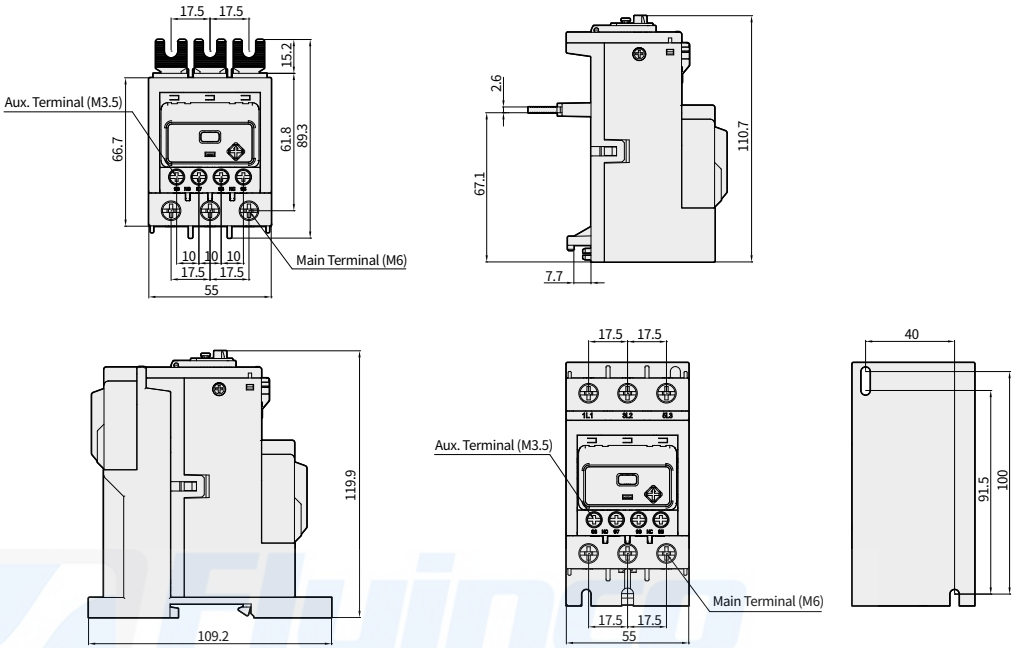 17.5 17.5
15.2
Aux. Terminal (M3.5)
66.7
61.8
89.3
10 10 10
17.5 17.5
55
Main Terminal (M6)
2.6
67.1
110.7
7.7
119.9
109.2
17.5 17.5
1L1 3L2 5L3
Aux. Terminal (M3.5)
17.5 17.5
55
Main Terminal (M6)
40
91.5
100
Fluinco